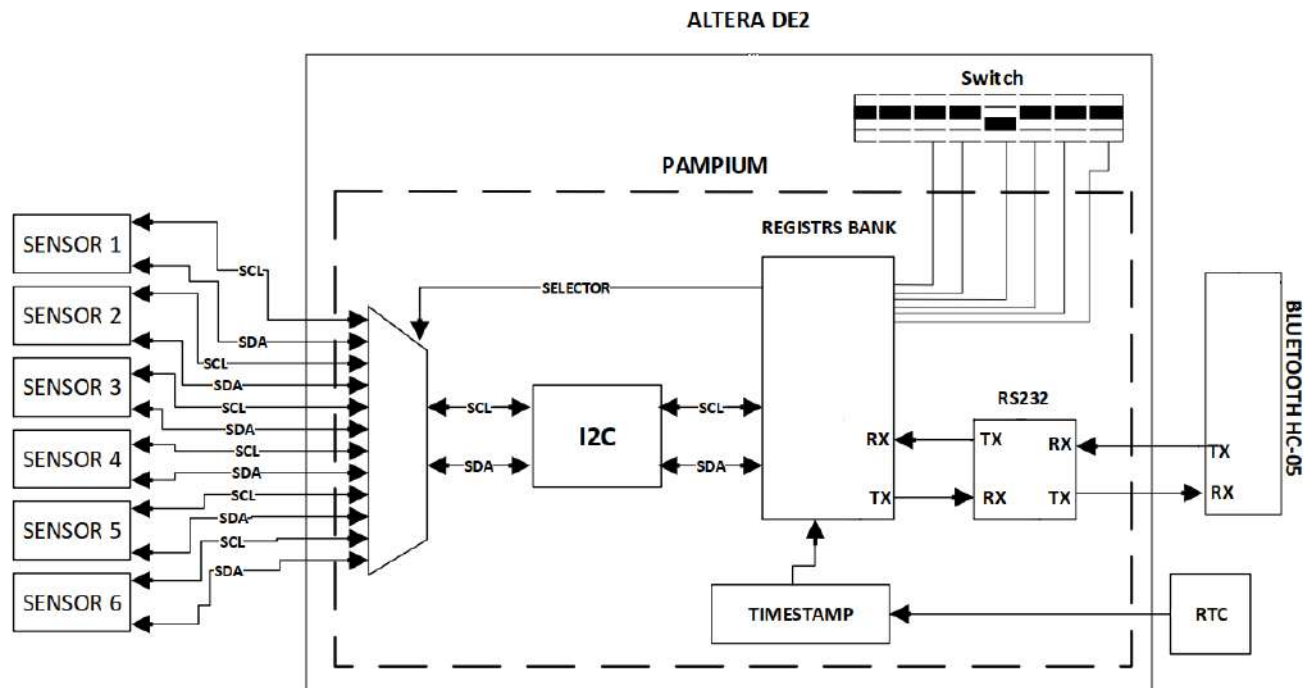 ALTERA DE2
Switch
PAMPIUM
REGISTRS BANK
SENSOR 1
SENSOR 2
SENSOR 3
SENSOR 4
SENSOR 5
SENSOR 6
SCL
SDA
SCL
SDA
SCL
SDA
SCL
SDA
SCL
SDA
SCL
SDA
SELECTOR
SCL
SDA
I2C
SCL
SDA
RX
TX
RS232
TX
RX
RX
TX
TX
RX
BLUETOOTH HC-05
TIMESTAMP
RTC